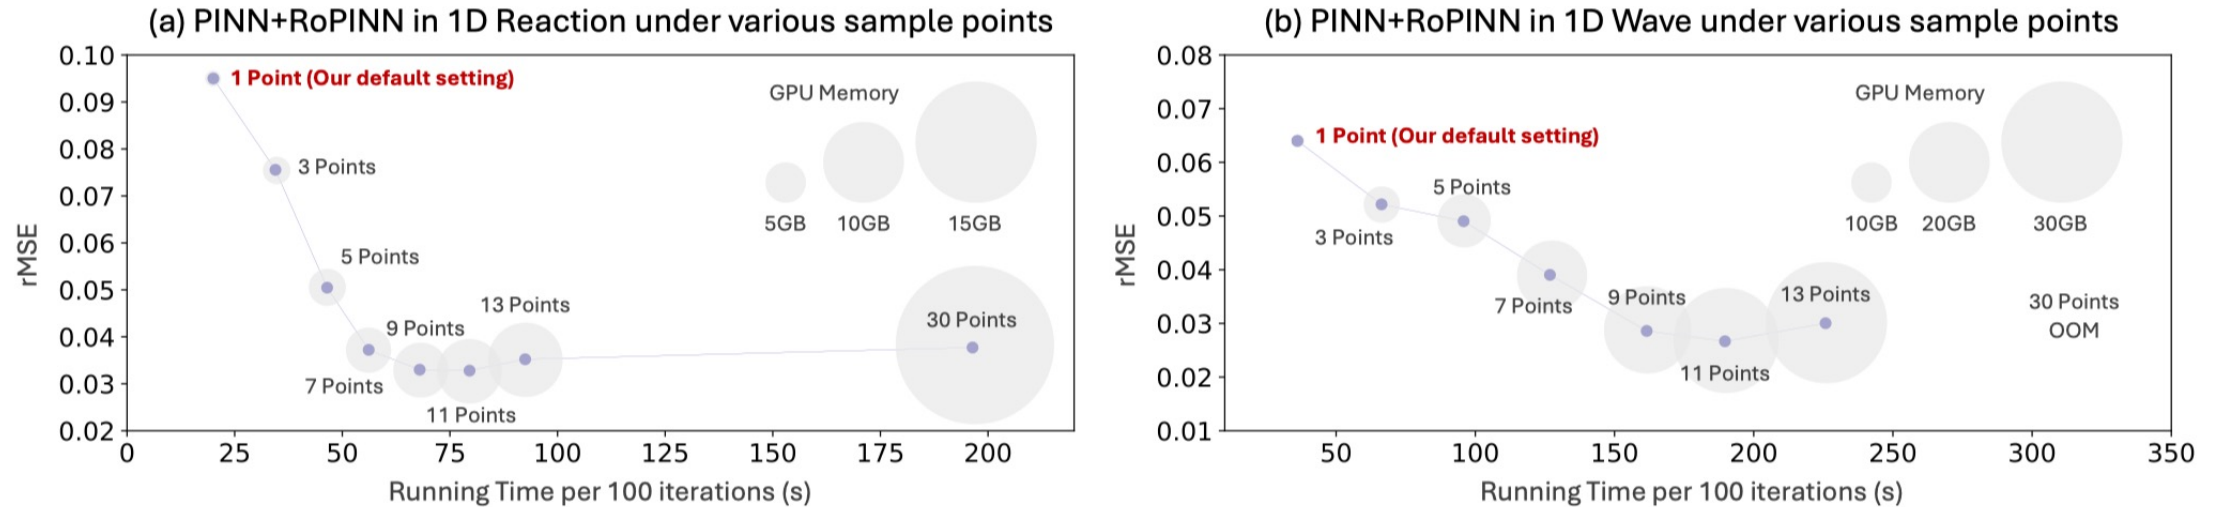 (a) PINN+RoPINN in 1D Reaction under various sample points
0.10
0.09
0.08
0.07
0.06
0.05
0.04
0.03
0.02
rMSE
1 Point (Our default setting)
3 Points
5 Points
7 Points
9 Points
11 Points
13 Points
30 Points
GPU Memory
5GB
10GB
15GB
0 25 50 75 100 125 150 175 200
Running Time per 100 iterations (s)
(b) PINN+RoPINN in 1D Wave under various sample points
0.08
0.07
0.06
0.05
0.04
0.03
0.02
0.01
rMSE
1 Point (Our default setting)
3 Points
5 Points
7 Points
9 Points
11 Points
13 Points
30 Points
OOM
GPU Memory
10GB
20GB
30GB
50 100 150 200 250 300 350
Running Time per 100 iterations (s)